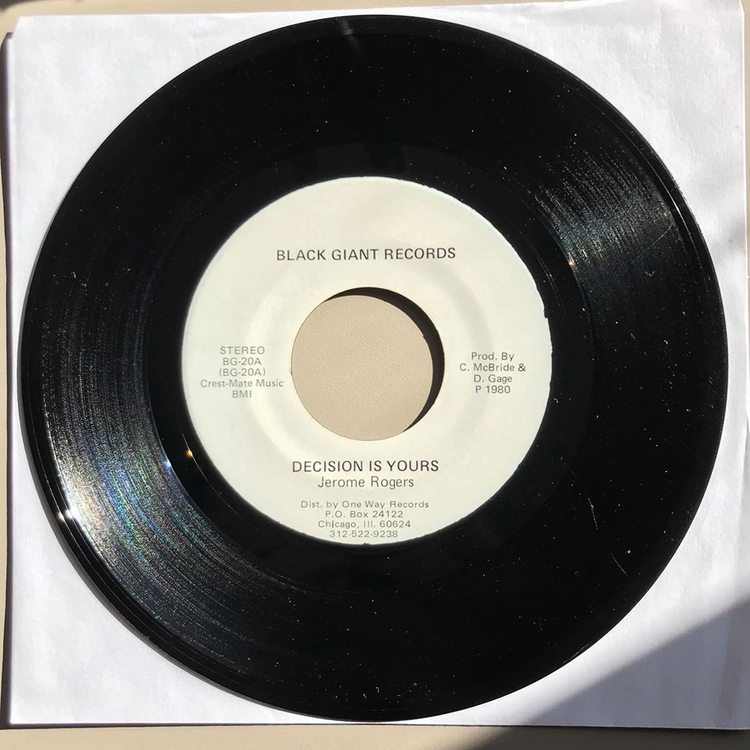 BLACK GIANT RECORDS
STEREO
BG-20A
(BG-20A)
Crest-Mate Music
BMI
Prod. By
C. McBride &
D. Gage
P 1980
DECISION IS YOURS
Jerome Rogers
Dist. by One Way Records
P.O. Box 24122
Chicago, Ill. 60624
312-522-9238